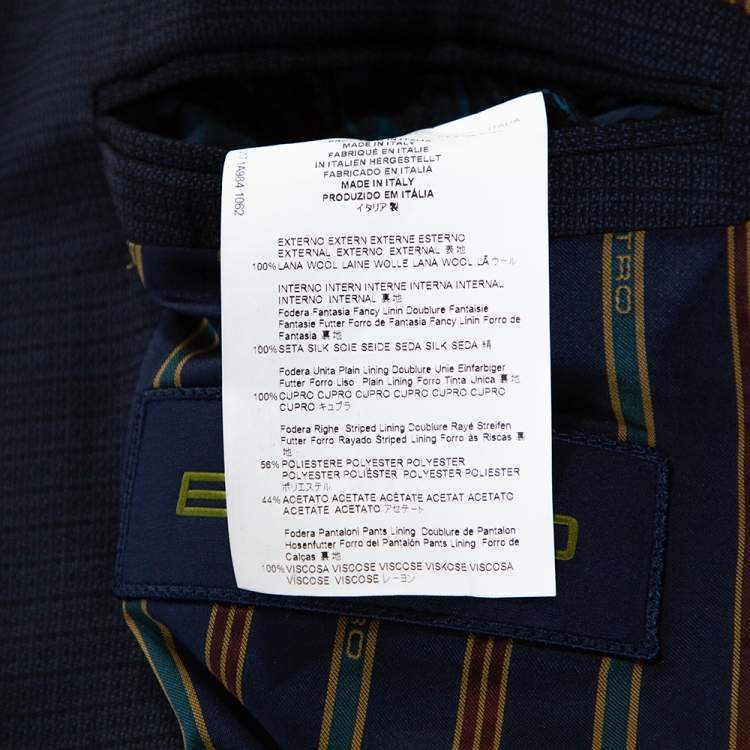 ITALIA
MADE IN ITALY
FABRIQUÉ EN ITALIE
IN ITALIEN HERGESTELLT
FABRICADO EN ITALIA
MADE IN ITALY
PRODUZIDO EM ITÁLIA
イタリア製
1A984 1062
EXTERNO EXTERN EXTERNE ESTERNO
EXTERNAL EXTERNO EXTERNAL 表地
100% LANA WOOL LAINE WOLLE LANA WOOL LÃ ウール
INTERNO INTERN INTERNE INTERNA INTERNAL
INTERNO INTERNAL 裏地
Fodera Fantasia Fancy Linin Doublure Fantaisie
Fantasie Futter Forro de Fantasia Fancy Linin Forro de
Fantasia 裏地
100% SETA SILK SOIE SEIDE SEDA SILK SEDA 絹
Fodera Unita Plain Lining Doublure Unie Einfarbiger
Futter Forro Liso Plain Lining Forro Tinta Unica 裏地
100% CUPRO CUPRO CUPRO CUPRO CUPRO CUPRO
CUPRO キュプラ
Fodera Righe Striped Lining Doublure Rayé Streifen
Futter Forro Rayado Striped Lining Forro às Riscas 裏
地
56% POLIESTERE POLYESTER POLYESTER
POLYESTER POLIÉSTER POLYESTER POLIESTER
ポリエステル
44% ACETATO ACETATE ACÉTATE ACETAT ACETATO
ACETATE ACETATO アセテート
Fodera Pantaloni Pants Lining Doublure de Pantalon
Hosenfutter Forro del Pantalón Pants Lining Forro de
Calças 裏地
100% VISCOSA VISCOSE VISCOSE VISKOSE VISCOSA
VISCOSE VISCOSE レーヨン
TRO
TRO
TRO